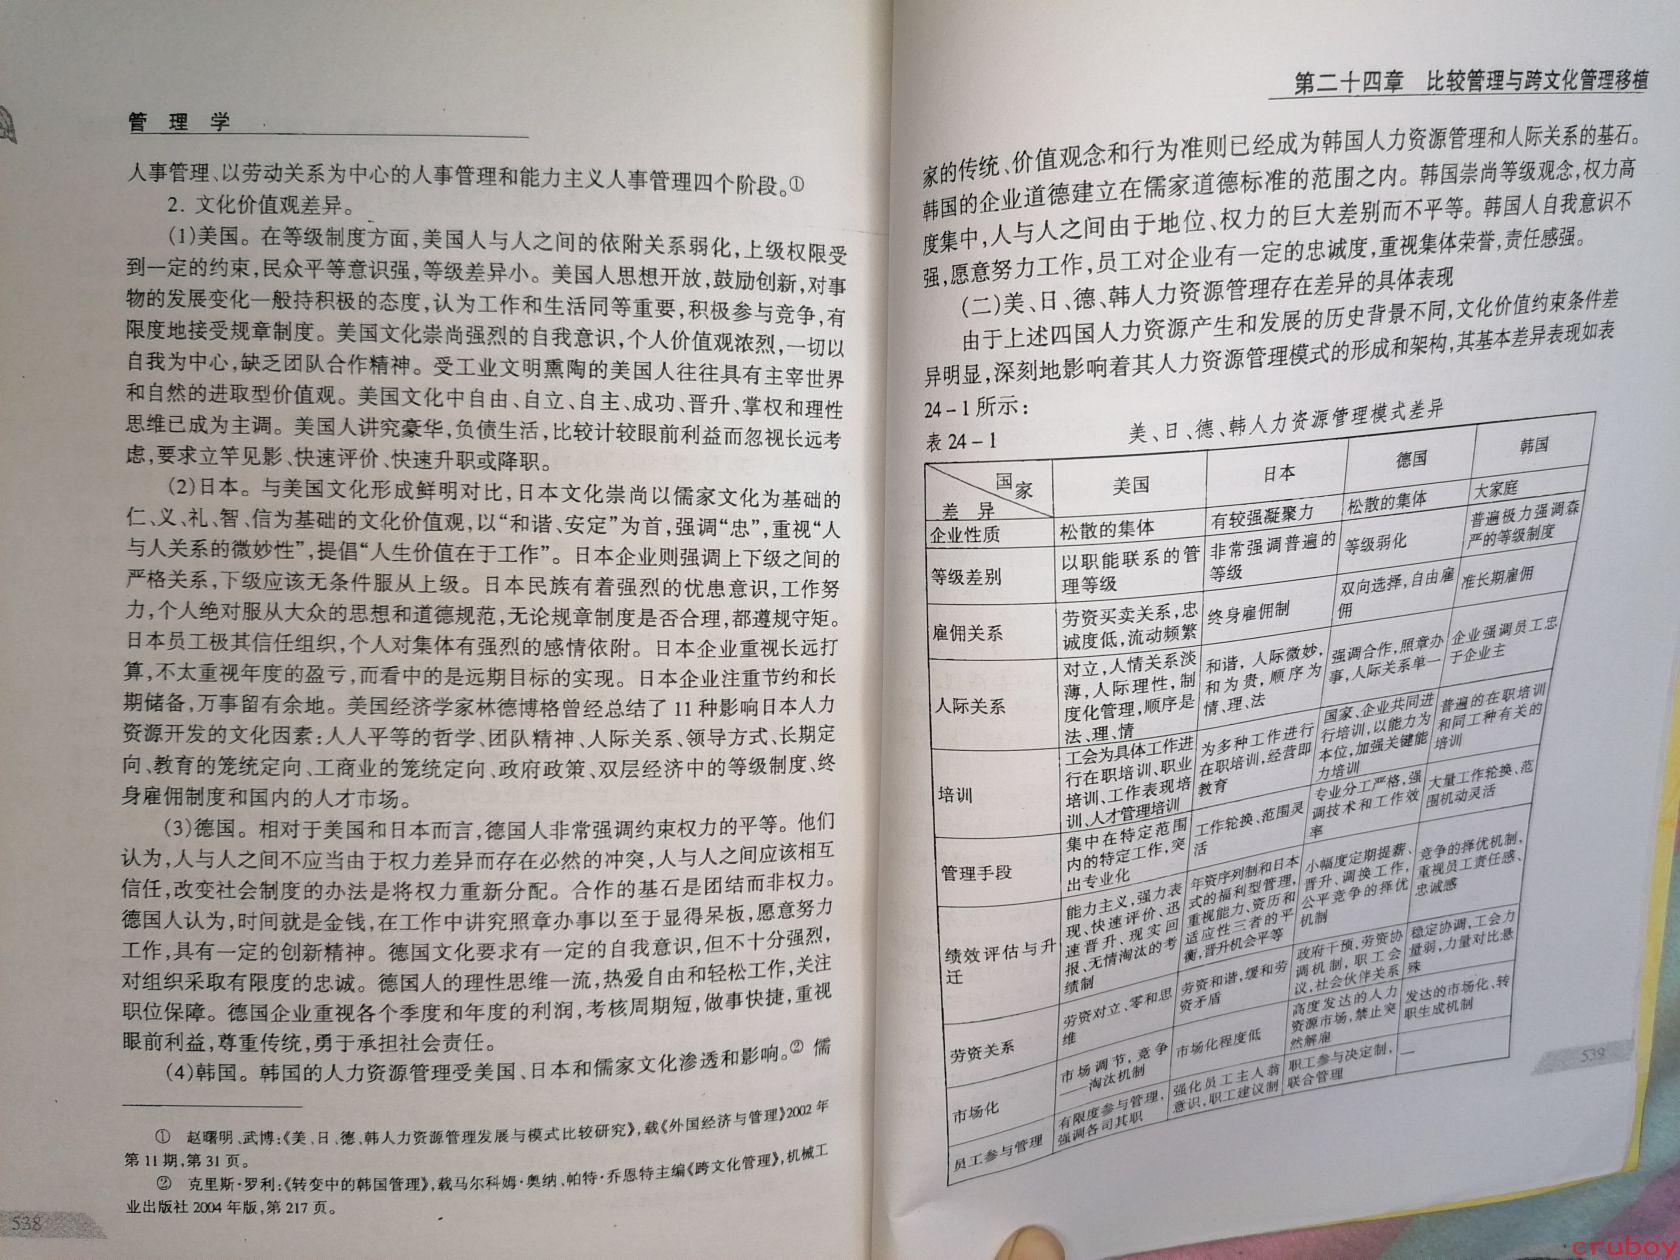 管理学
人事管理、以劳动关系为中心的人事管理和能力主义人事管理四个阶段。①
2. 文化价值观差异。
(1)美国。在等级制度方面,美国人与人之间的依附关系弱化,上级权限受
到一定的约束,民众平等意识强,等级差异小。美国人思想开放,鼓励创新,对事
物的发展变化一般持积极的态度,认为工作和生活同等重要,积极参与竞争,有
限度地接受规章制度。美国文化崇尚强烈的自我意识,个人价值观浓烈,一切以
自我为中心,缺乏团队合作精神。受工业文明熏陶的美国人往往具有主宰世界
和自然的进取型价值观。美国文化中自由、自立、自主、成功、晋升、掌权和理性
思维已成为主调。美国人讲究豪华,负债生活,比较计较眼前利益而忽视长远考
虑,要求立竿见影、快速评价、快速升职或降职。
(2)日本。与美国文化形成鲜明对比,日本文化崇尚以儒家文化为基础的
仁、义、礼、智、信为基础的文化价值观,以“和谐、安定”为首,强调“忠”,重视“人
与人关系的微妙性”,提倡“人生价值在于工作”。日本企业则强调上下级之间的
严格关系,下级应该无条件服从上级。日本民族有着强烈的忧患意识,工作努
力,个人绝对服从大众的思想和道德规范,无论规章制度是否合理,都遵规守矩。
日本员工极其信任组织,个人对集体有强烈的感情依附。日本企业重视长远打
算,不太重视年度的盈亏,而看中的是远期目标的实现。日本企业注重节约和长
期储备,万事留有余地。美国经济学家林德博格曾经总结了11种影响日本人力
资源开发的文化因素:人人平等的哲学、团队精神、人际关系、领导方式、长期定
向、教育的笼统定向、工商业的笼统定向、政府政策、双层经济中的等级制度、终
身雇佣制度和国内的人才市场。
(3)德国。相对于美国和日本而言,德国人非常强调约束权力的平等。他们
认为,人与人之间不应当由于权力差异而存在必然的冲突,人与人之间应该相互
信任,改变社会制度的办法是将权力重新分配。合作的基石是团结而非权力。
德国人认为,时间就是金钱,在工作中讲究照章办事以至于显得呆板,愿意努力
工作,具有一定的创新精神。德国文化要求有一定的自我意识,但不十分强烈,
对组织采取有限度的忠诚。德国人的理性思维一流,热爱自由和轻松工作,关注
职位保障。德国企业重视各个季度和年度的利润,考核周期短,做事快捷,重视
眼前利益,尊重传统,勇于承担社会责任。
(4)韩国。韩国的人力资源管理受美国、日本和儒家文化渗透和影响。② 儒
① 赵曙明、武博:《美、日、德、韩人力资源管理发展与模式比较研究》,载《外国经济与管理》2002年
第11期,第31页。
② 克里斯·罗利:《转变中的韩国管理》,载马尔科姆·奥纳、帕特·乔恩特主编《跨文化管理》,机械工
业出版社2004年版,第217页。
538
第二十四章 比较管理与跨文化管理移植
家的传统、价值观念和行为准则已经成为韩国人力资源管理和人际关系的基石。
韩国的企业道德建立在儒家道德标准的范围之内。韩国崇尚等级观念,权力高
度集中,人与人之间由于地位、权力的巨大差别而不平等。韩国人自我意识不
强,愿意努力工作,员工对企业有一定的忠诚度,重视集体荣誉,责任感强。
(二)美、日、德、韩人力资源管理存在差异的具体表现
由于上述四国人力资源产生和发展的历史背景不同,文化价值约束条件差
异明显,深刻地影响着其人力资源管理模式的形成和架构,其基本差异表现如表
24-1所示:
表24-1 美、日、德、韩人力资源管理模式差异
国家
差异
美国
日本
德国
韩国
企业性质
松散的集体
有较强凝聚力
松散的集体
大家庭
等级差别
以职能联系的管
理等级
非常强调普遍的
等级
等级弱化
普遍极力强调森
严的等级制度
雇佣关系
劳资买卖关系,忠
诚度低,流动频繁
终身雇佣制
双向选择,自由雇
佣
准长期雇佣
人际关系
对立,人情关系淡
薄,人际理性,制
度化管理,顺序是
法、理、情
和谐,人际微妙,
和为贵,顺序为
情、理、法
强调合作,照章办
事,人际关系单一
企业强调员工忠
于企业主
培训
工会为具体工作进
行在职培训、职业
培训、工作表现培
训、人才管理培训
为多种工作进行
在职培训,经营即
教育
国家、企业共同进
行培训,以能力为
本位,加强关键能
力培训
普遍的在职培训
和同工种有关的
培训
管理手段
集中在特定范围
内的特定工作,突
出专业化
工作轮换、范围灵
活
专业分工严格,强
调技术和工作效
率
大量工作轮换、范
围机动灵活
绩效评估与升
迁
能力主义,强力表
现、快速评价、迅
速晋升、现实回
报、无情淘汰的考
绩制
年资序列制和日本
式的福利型管理,
重视能力、资历和
适应性三者的平
衡,晋升机会平等
小幅度定期提薪、
晋升、调换工作,
公平竞争的择优
机制
竞争的择优机制,
重视员工责任感、
忠诚感
劳资关系
劳资对立、零和思
维
劳资和谐,缓和劳
资矛盾
政府干预,劳资协
调机制,职工会
议,社会伙伴关系
稳定协调,工会力
量弱,力量对比悬
殊
市场化
市场调节,竞争
淘汰机制
市场化程度低
高度发达的人力
资源市场,禁止突
然解雇
发达的市场化、转
职生成机制
员工参与管理
有限度参与管理,
强调各司其职
强化员工主人翁
意识,职工建议制
职工参与决定制,
联合管理
—
539
cruboy